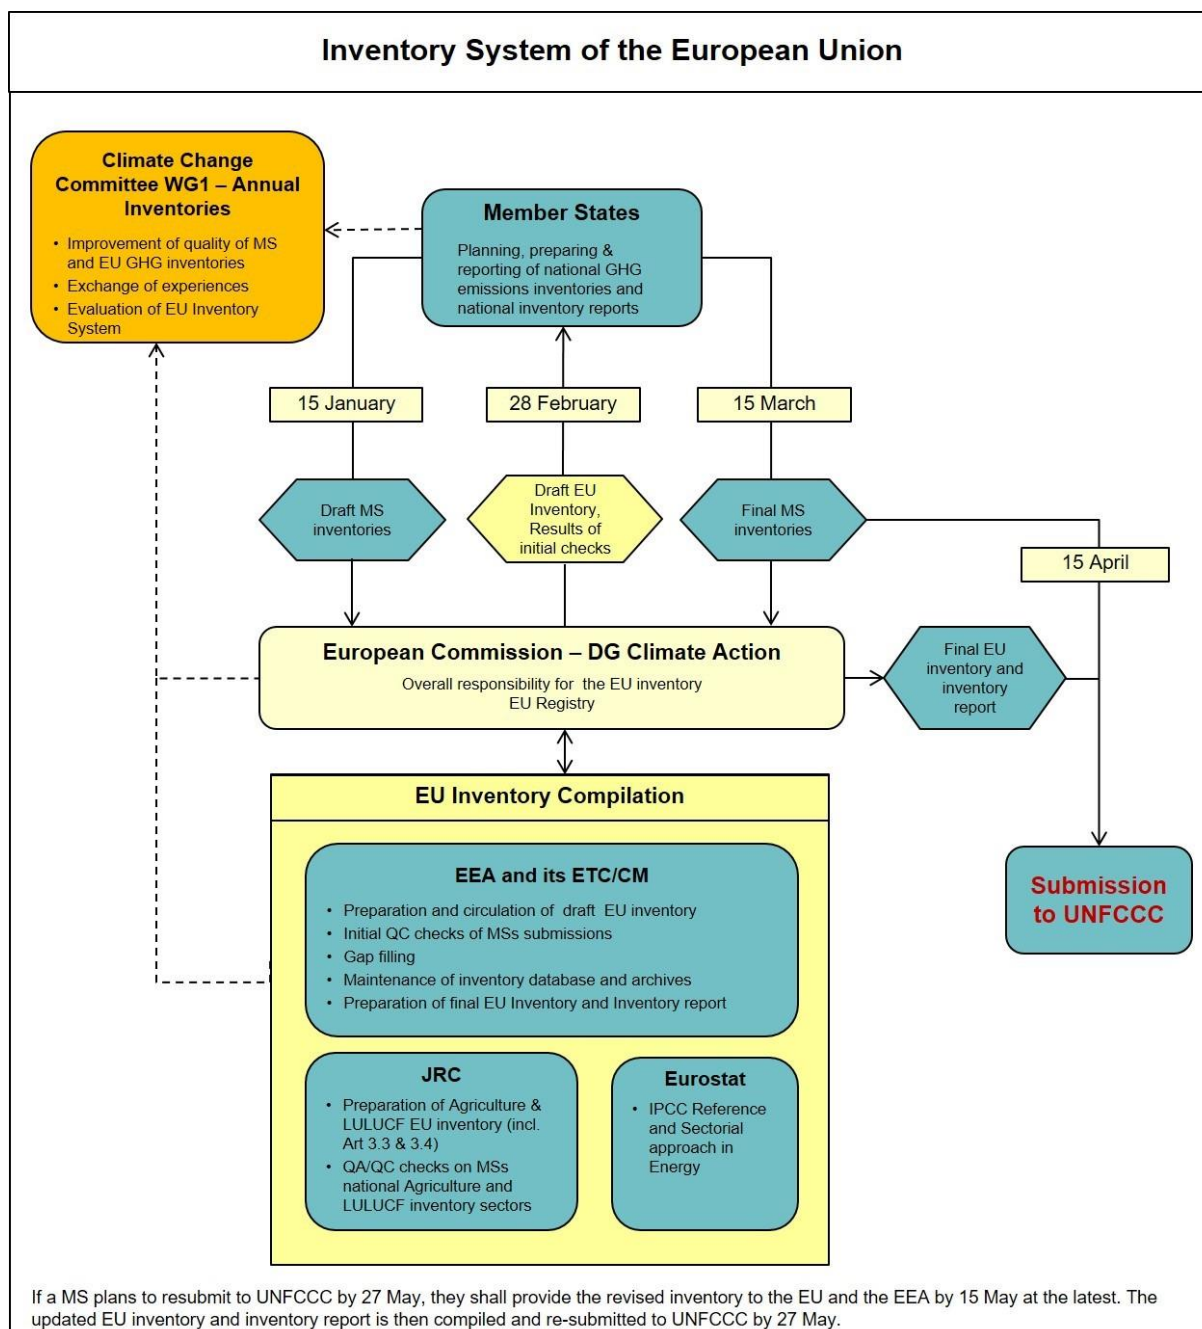 Inventory System of the European Union
Climate Change
Committee WG1 – Annual
Inventories
• Improvement of quality of MS
and EU GHG inventories
• Exchange of experiences
• Evaluation of EU Inventory
System
Member States
Planning, preparing &
reporting of national GHG
emissions inventories and
national inventory reports
15 January
28 February
15 March
Draft MS
inventories
Draft EU
Inventory,
Results of
initial checks
Final MS
inventories
15 April
European Commission – DG Climate Action
Overall responsibility for the EU inventory
EU Registry
Final EU
inventory and
inventory
report
EU Inventory Compilation
EEA and its ETC/CM
• Preparation and circulation of draft EU inventory
• Initial QC checks of MSs submissions
• Gap filling
• Maintenance of inventory database and archives
• Preparation of final EU Inventory and Inventory report
Submission
to UNFCCC
JRC
• Preparation of Agriculture &
LULUCF EU inventory (incl.
Art 3.3 & 3.4)
• QA/QC checks on MSs
national Agriculture and
LULUCF inventory sectors
Eurostat
• IPCC Reference
and Sectorial
approach in
Energy
If a MS plans to resubmit to UNFCCC by 27 May, they shall provide the revised inventory to the EU and the EEA by 15 May at the latest. The
updated EU inventory and inventory report is then compiled and re-submitted to UNFCCC by 27 May.